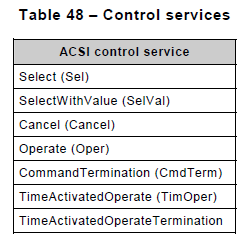 Table 48 – Control services
ACSI control service
Select (Sel)
SelectWithValue (SelVal)
Cancel (Cancel)
Operate (Oper)
CommandTermination (CmdTerm)
TimeActivatedOperate (TimOper)
TimeActivatedOperateTermination